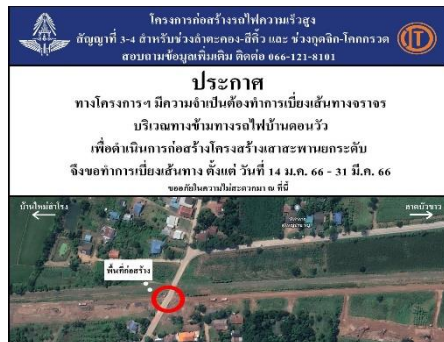 โครงการก่อสร้างรถไฟความเร็วสูง
สัญญาที่ 3-4 สำหรับช่วงลำตะคอง-สีคิ้ว และ ช่วงกุดจิก-โคกกรวด
สอบถามข้อมูลเพิ่มเติม ติดต่อ 066-121-8101
ประกาศ
ทางโครงการฯ มีความจำเป็นต้องทำการเบี่ยงเส้นทางจราจร
บริเวณทางข้ามทางรถไฟบ้านดอนวัว
เพื่อดำเนินการก่อสร้างโครงสร้างเสาสะพานยกระดับ
จึงขอทำการเบี่ยงเส้นทาง ตั้งแต่ วันที่ 14 ม.ค. 66 - 31 มี.ค. 66
ขออภัยในความไม่สะดวกมา ณ ที่นี้
บ้านใหม่สำโรง
ลาดบัวขาว
พื้นที่ก่อสร้าง